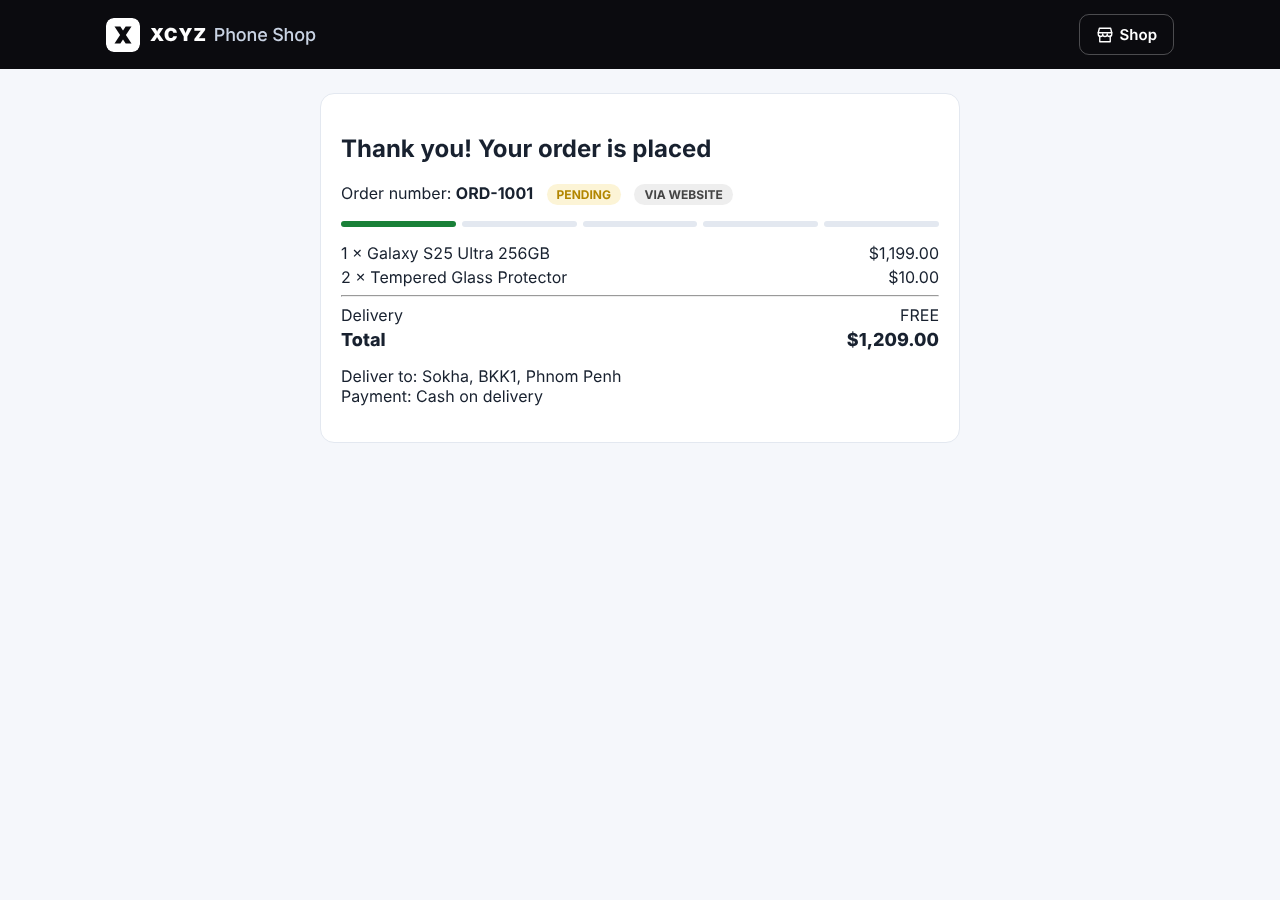 X XCYZ Phone Shop Shop
Thank you! Your order is placed
Order number: ORD-1001 PENDING VIA WEBSITE
1 × Galaxy S25 Ultra 256GB $1,199.00
2 × Tempered Glass Protector $10.00
Delivery FREE
Total $1,209.00
Deliver to: Sokha, BKK1, Phnom Penh
Payment: Cash on delivery